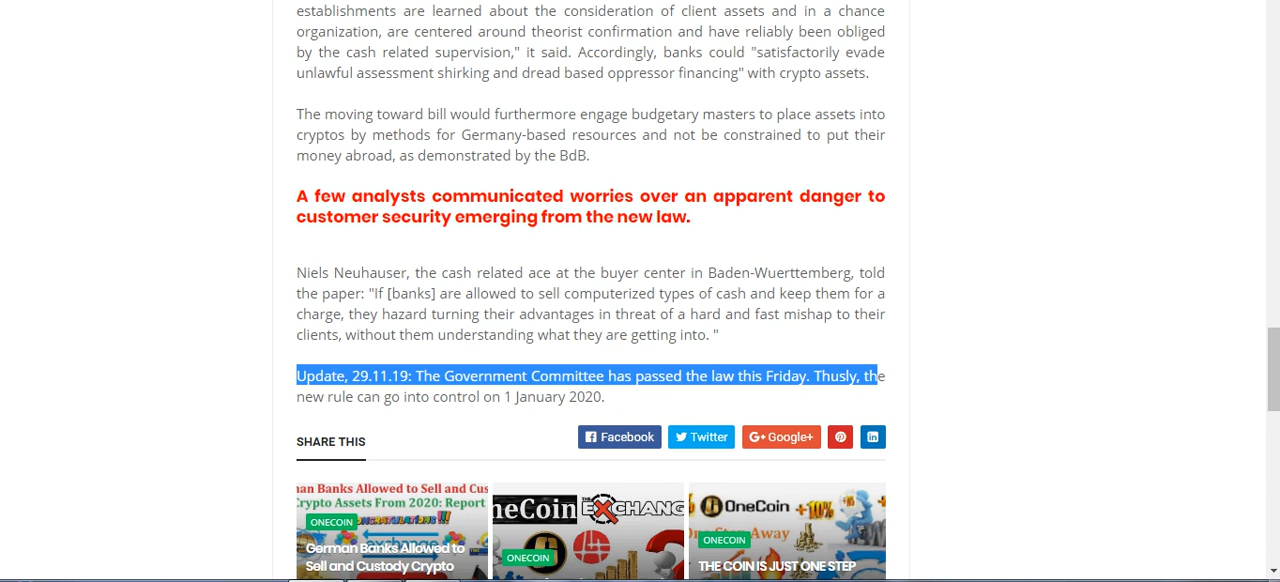 establishments are learned about the consideration of client assets and in a chance
organization, are centered around theorist confirmation and have reliably been obliged
by the cash related supervision," it said. Accordingly, banks could "satisfactorily evade
unlawful assessment shirking and dread based oppressor financing" with crypto assets.
The moving toward bill would furthermore engage budgetary masters to place assets into
cryptos by methods for Germany-based resources and not be constrained to put their
money abroad, as demonstrated by the BdB.
A few analysts communicated worries over an apparent danger to
customer security emerging from the new law.
Niels Neuhauser, the cash related ace at the buyer center in Baden-Wuerttemberg, told
the paper: "If [banks] are allowed to sell computerized types of cash and keep them for a
charge, they hazard turning their advantages in threat of a hard and fast mishap to their
clients, without them understanding what they are getting into. "
Update, 29.11.19: The Government Committee has passed the law this Friday. Thusly, the
new rule can go into control on 1 January 2020.
SHARE THIS
Facebook
Twitter
G+ Google+
in
an Banks Allowed to Sell and Cus
Crypto Assets From 2020: Report
ONECOIN
German Banks Allowed to
Sell and Custody Crypto
neCoin
THE
EXCHANG
ONECOIN
OneCoin +10%
Away
ONECOIN
THE COIN IS JUST ONE STEP